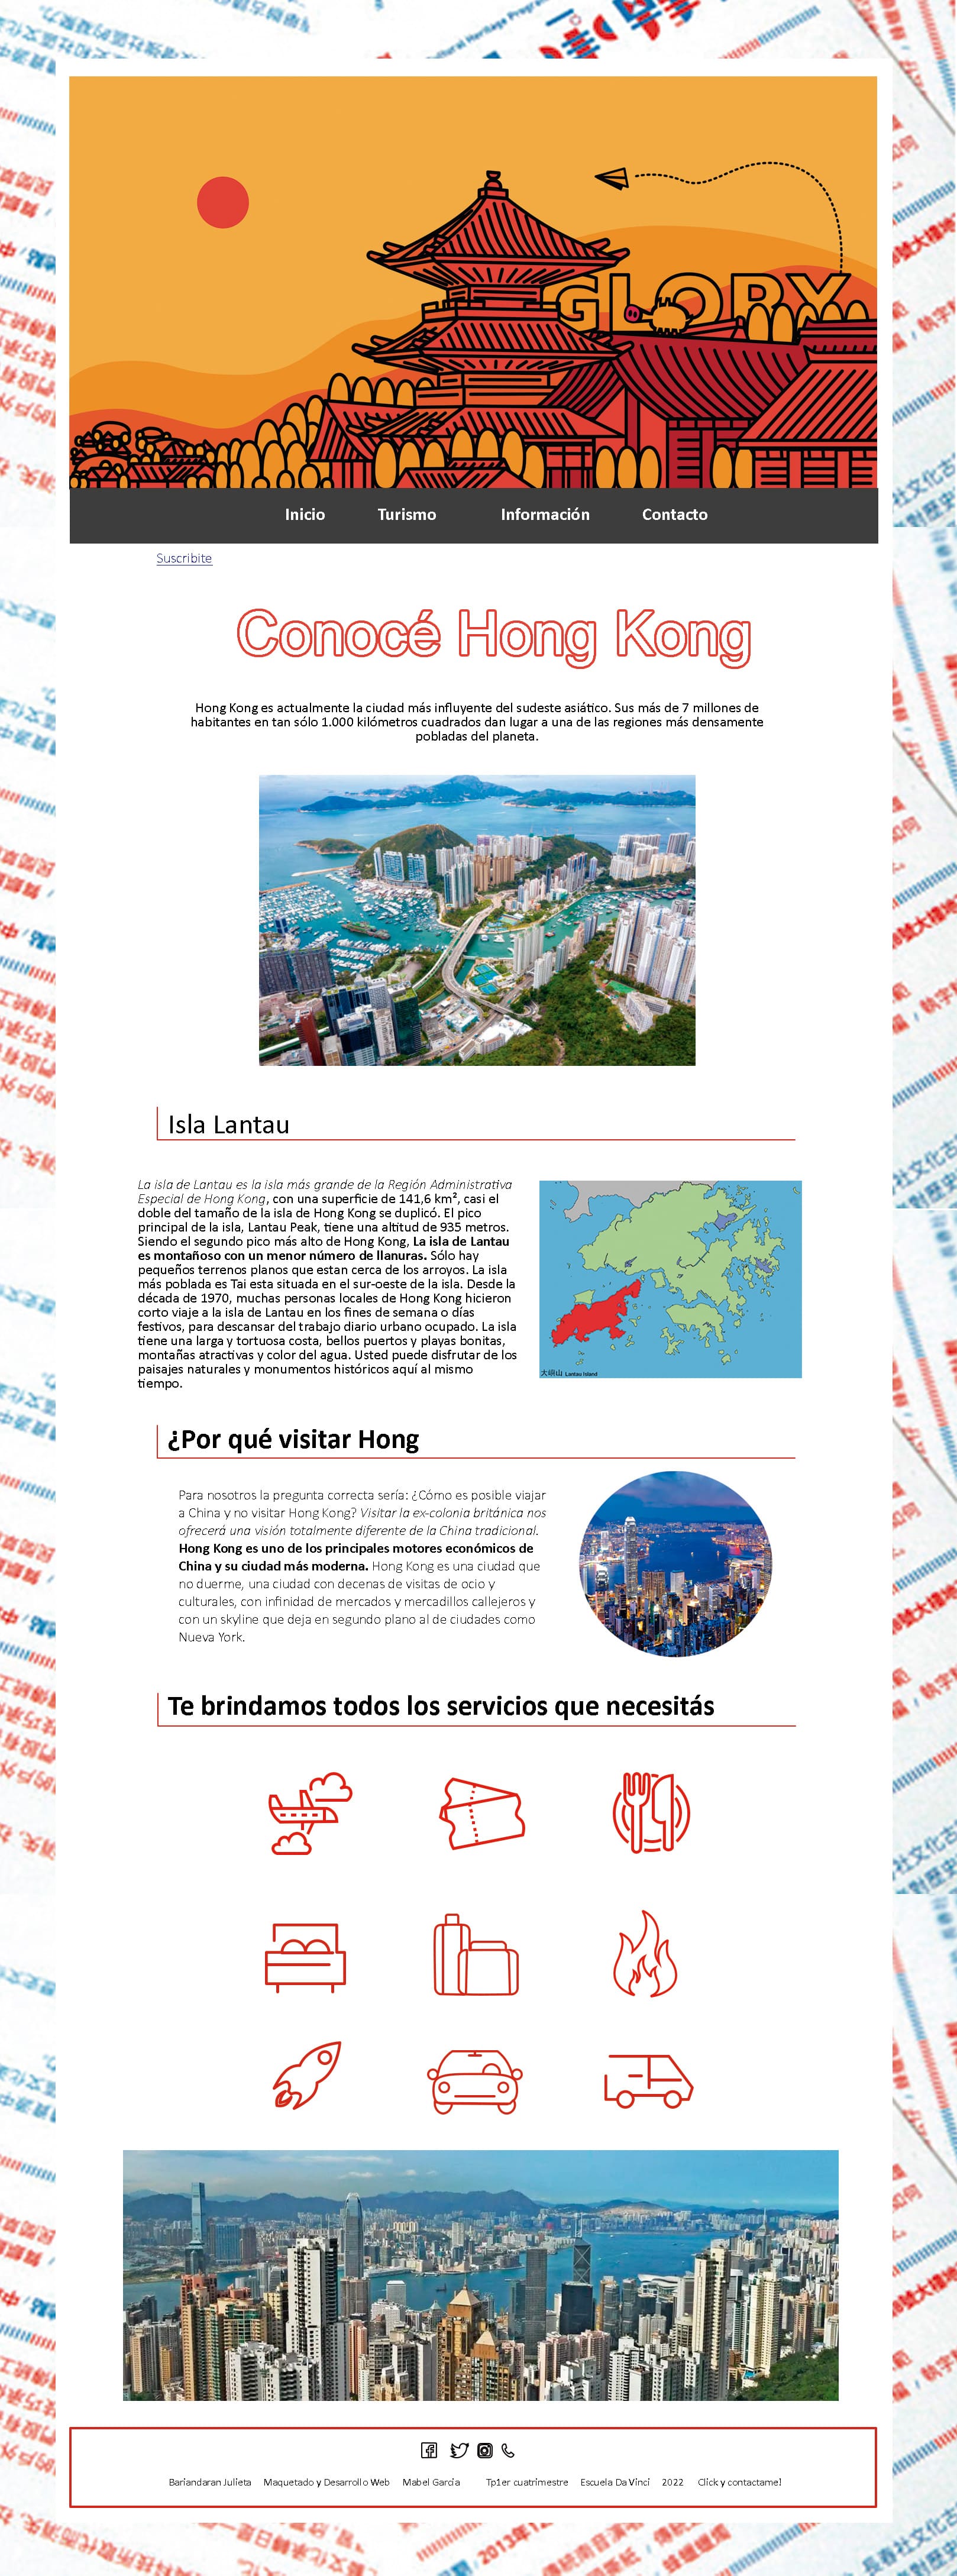 GLORY
Inicio Turismo Información Contacto
Suscribite
Conocé Hong Kong
Hong Kong es actualmente la ciudad más influyente del sudeste asiático. Sus más de 7 millones de
habitantes en tan sólo 1.000 kilómetros cuadrados dan lugar a una de las regiones más densamente
pobladas del planeta.
Isla Lantau
La isla de Lantau es la isla más grande de la Región Administrativa
Especial de Hong Kong, con una superficie de 141,6 km², casi el
doble del tamaño de la isla de Hong Kong se duplicó. El pico
principal de la isla, Lantau Peak, tiene una altitud de 935 metros.
Siendo el segundo pico más alto de Hong Kong, La isla de Lantau
es montañoso con un menor número de llanuras. Sólo hay
pequeños terrenos planos que estan cerca de los arroyos. La isla
más poblada es Tai esta situada en el sur-oeste de la isla. Desde la
década de 1970, muchas personas locales de Hong Kong hicieron
corto viaje a la isla de Lantau en los fines de semana o días
festivos, para descansar del trabajo diario urbano ocupado. La isla
tiene una larga y tortuosa costa, bellos puertos y playas bonitas,
montañas atractivas y color del agua. Usted puede disfrutar de los
paisajes naturales y monumentos históricos aquí al mismo
tiempo.
大嶼山 Lantau Island
¿Por qué visitar Hong
Para nosotros la pregunta correcta sería: ¿Cómo es posible viajar
a China y no visitar Hong Kong? Visitar la ex-colonia británica nos
ofrecerá una visión totalmente diferente de la China tradicional.
Hong Kong es uno de los principales motores económicos de
China y su ciudad más moderna. Hong Kong es una ciudad que
no duerme, una ciudad con decenas de visitas de ocio y
culturales, con infinidad de mercados y mercadillos callejeros y
con un skyline que deja en segundo plano al de ciudades como
Nueva York.
Te brindamos todos los servicios que necesitás
Bariandaran Julieta Maquetado y Desarrollo Web Mabel Garcia Tp1er cuatrimestre Escuela Da Vinci 2022 Click y contactame!